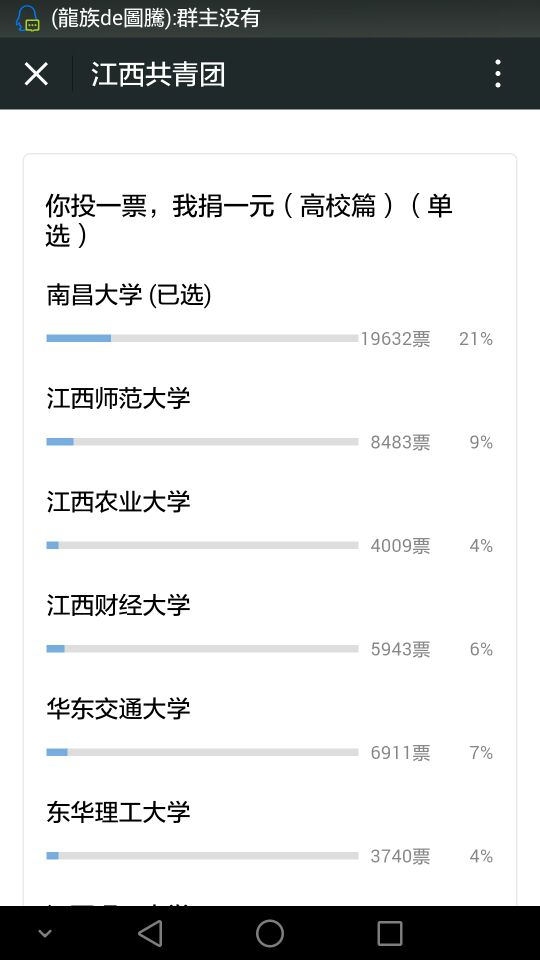 (龍族de圖騰):群主没有
江西共青团
你投一票，我捐一元（高校篇）（单
选）
南昌大学 (已选)
19632票 21%
江西师范大学
8483票 9%
江西农业大学
4009票 4%
江西财经大学
5943票 6%
华东交通大学
6911票 7%
东华理工大学
3740票 4%